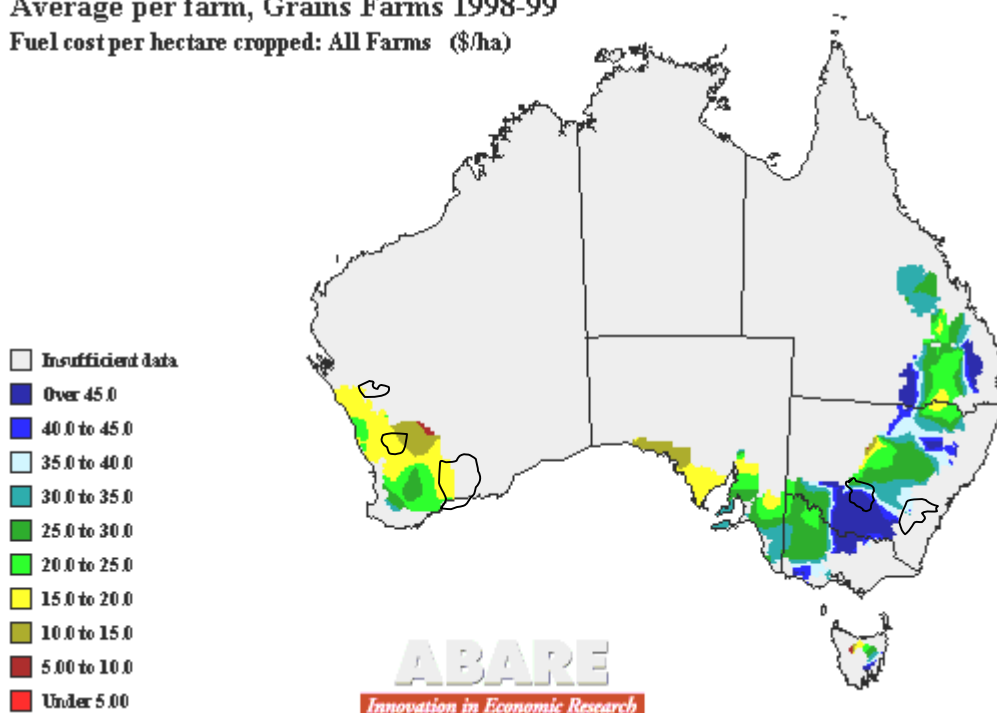 Average per farm, Grains Farms 1998-99
Fuel cost per hectare cropped: All Farms ($/ha)
Insufficient data
Over 45.0
40.0 to 45.0
35.0 to 40.0
30.0 to 35.0
25.0 to 30.0
20.0 to 25.0
15.0 to 20.0
10.0 to 15.0
5.00 to 10.0
Under 5.00
ABARE
Innovation in Economic Research